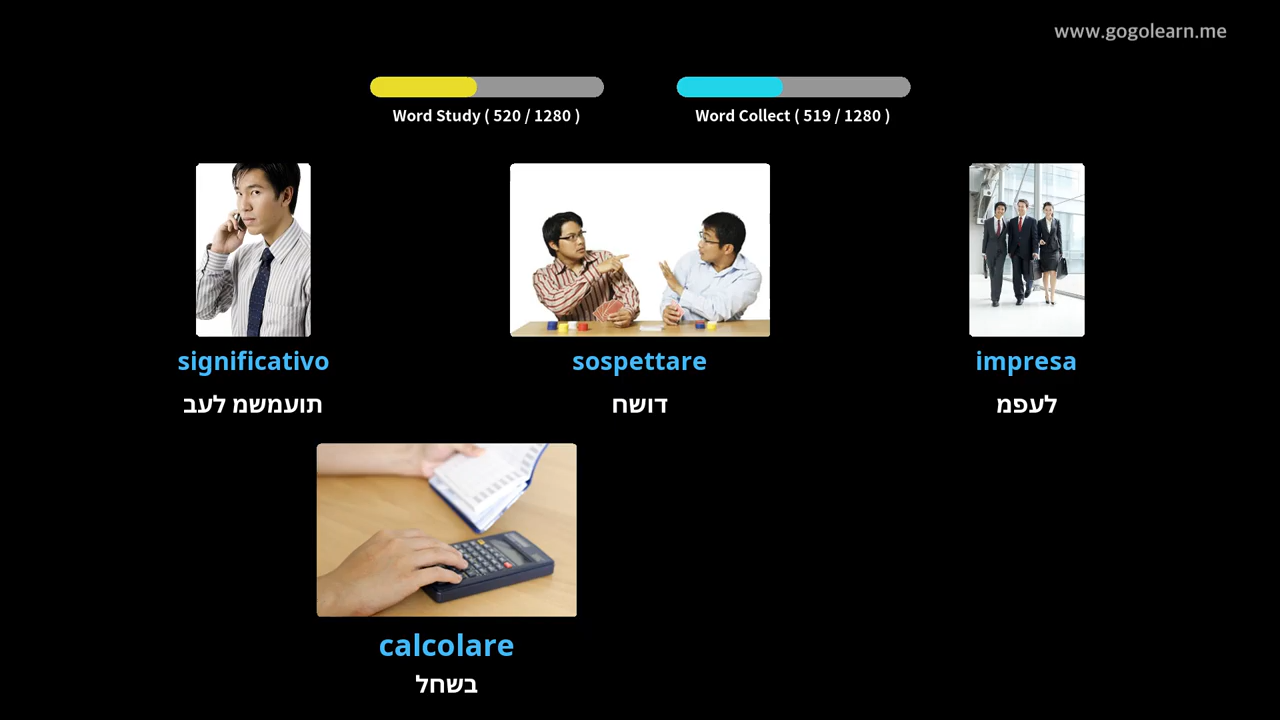 www.gogolearn.me
Word Study ( 520 / 1280 )
Word Collect ( 519 / 1280 )
significativo
תועמשמ לעב
sospettare
דושח
impresa
לעפמ
calcolare
בשחל